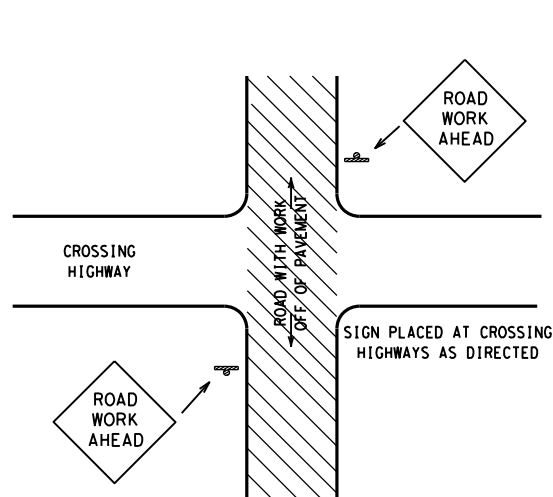 ROAD
WORK
AHEAD
ROAD WITH WORK
OFF OF PAVEMENT
CROSSING
HIGHWAY
SIGN PLACED AT CROSSING
HIGHWAYS AS DIRECTED
ROAD
WORK
AHEAD